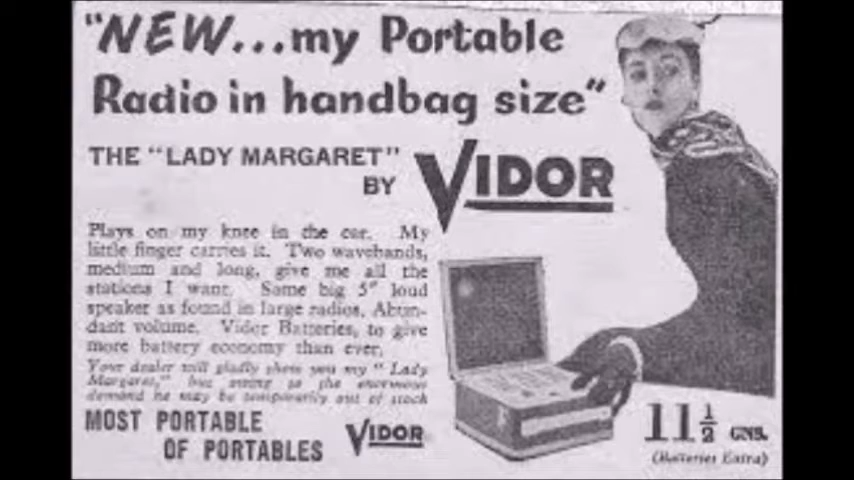 "NEW...my Portable
Radio in handbag size"
THE "LADY MARGARET"
BY VIDOR
Plays on my knee in the car. My
little finger carries it. Two wavebands,
medium and long, give me all the
stations I want. Same big 5" loud
speaker as found in large radios. Abun-
dant volume. Vidor Batteries, to give
more battery economy than ever.
Your dealer will gladly show you my "Lady
Margaret," but owing to the enormous
demand he may be temporarily out of stock
MOST PORTABLE
OF PORTABLES
VIDOR
11½ GNS.
(Batteries Extra)